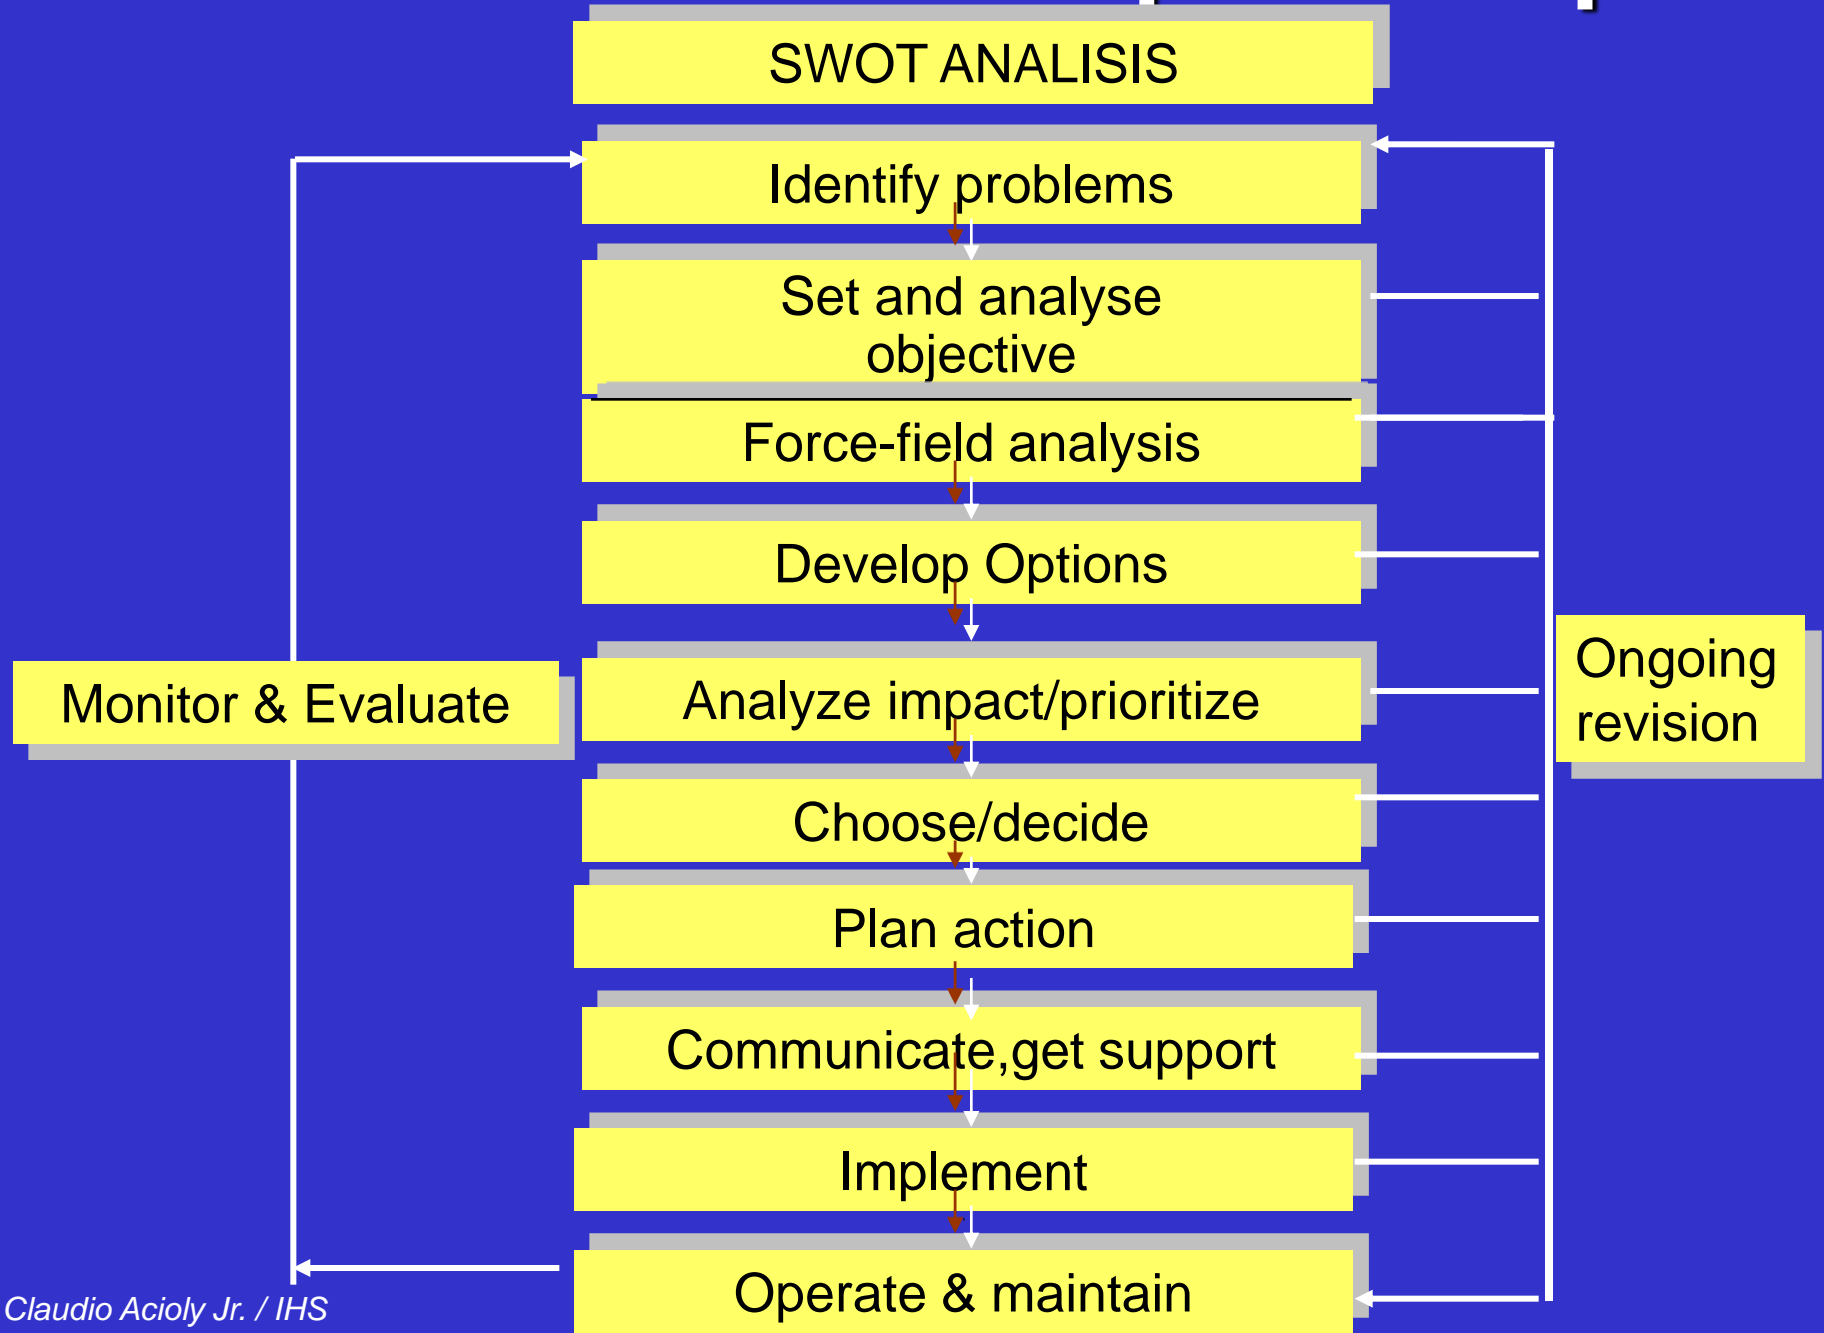 SWOT ANALISIS
Identify problems
Set and analyse
objective
Force-field analysis
Develop Options
Analyze impact/prioritize
Choose/decide
Plan action
Communicate,get support
Implement
Operate & maintain
Monitor & Evaluate
Ongoing
revision
Claudio Acioly Jr. / IHS